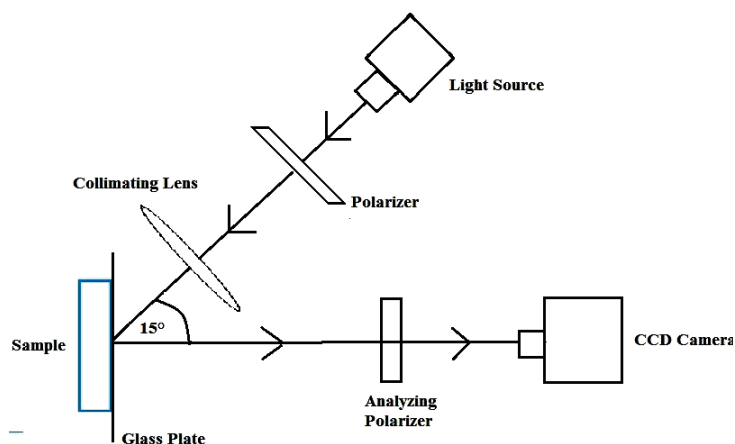 Light Source
Collimating Lens
Polarizer
15°
Sample
CCD Camera
Analyzing
Polarizer
Glass Plate